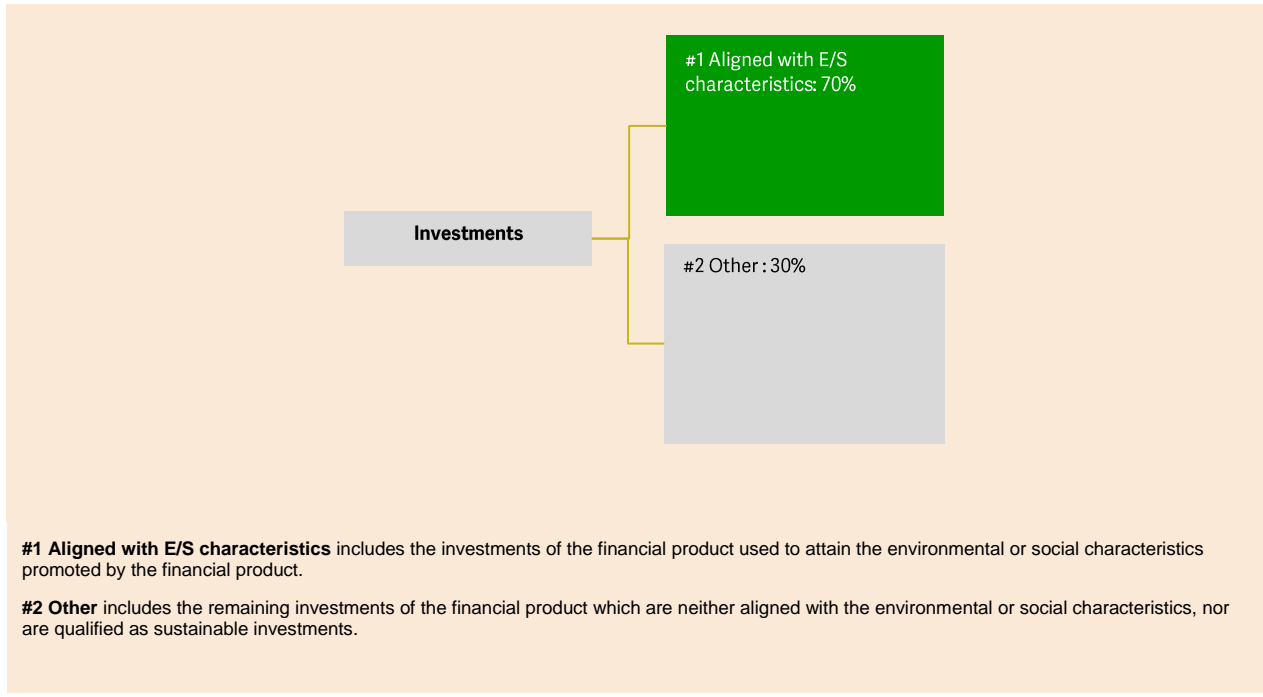 #1 Aligned with E/S
characteristics: 70%
Investments
#2 Other : 30%
#1 Aligned with E/S characteristics includes the investments of the financial product used to attain the environmental or social characteristics
promoted by the financial product.
#2 Other includes the remaining investments of the financial product which are neither aligned with the environmental or social characteristics, nor
are qualified as sustainable investments.